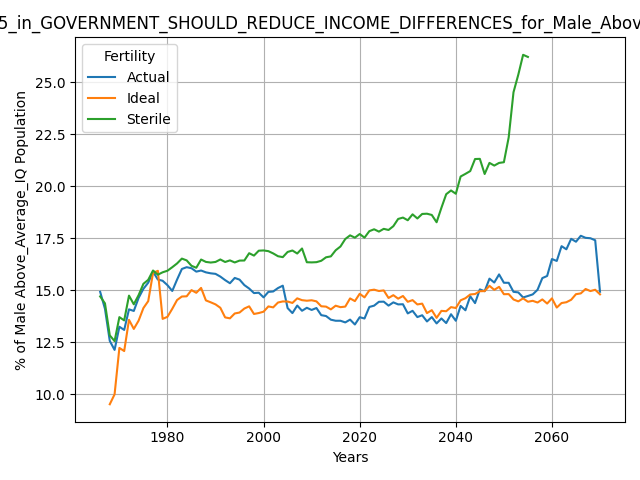 5_in_GOVERNMENT_SHOULD_REDUCE_INCOME_DIFFERENCES_for_Male_Above
Fertility
Actual
Ideal
Sterile
% of Male Above_Average_IQ Population
25.0
22.5
20.0
17.5
15.0
12.5
10.0
1980
2000
2020
2040
2060
Years